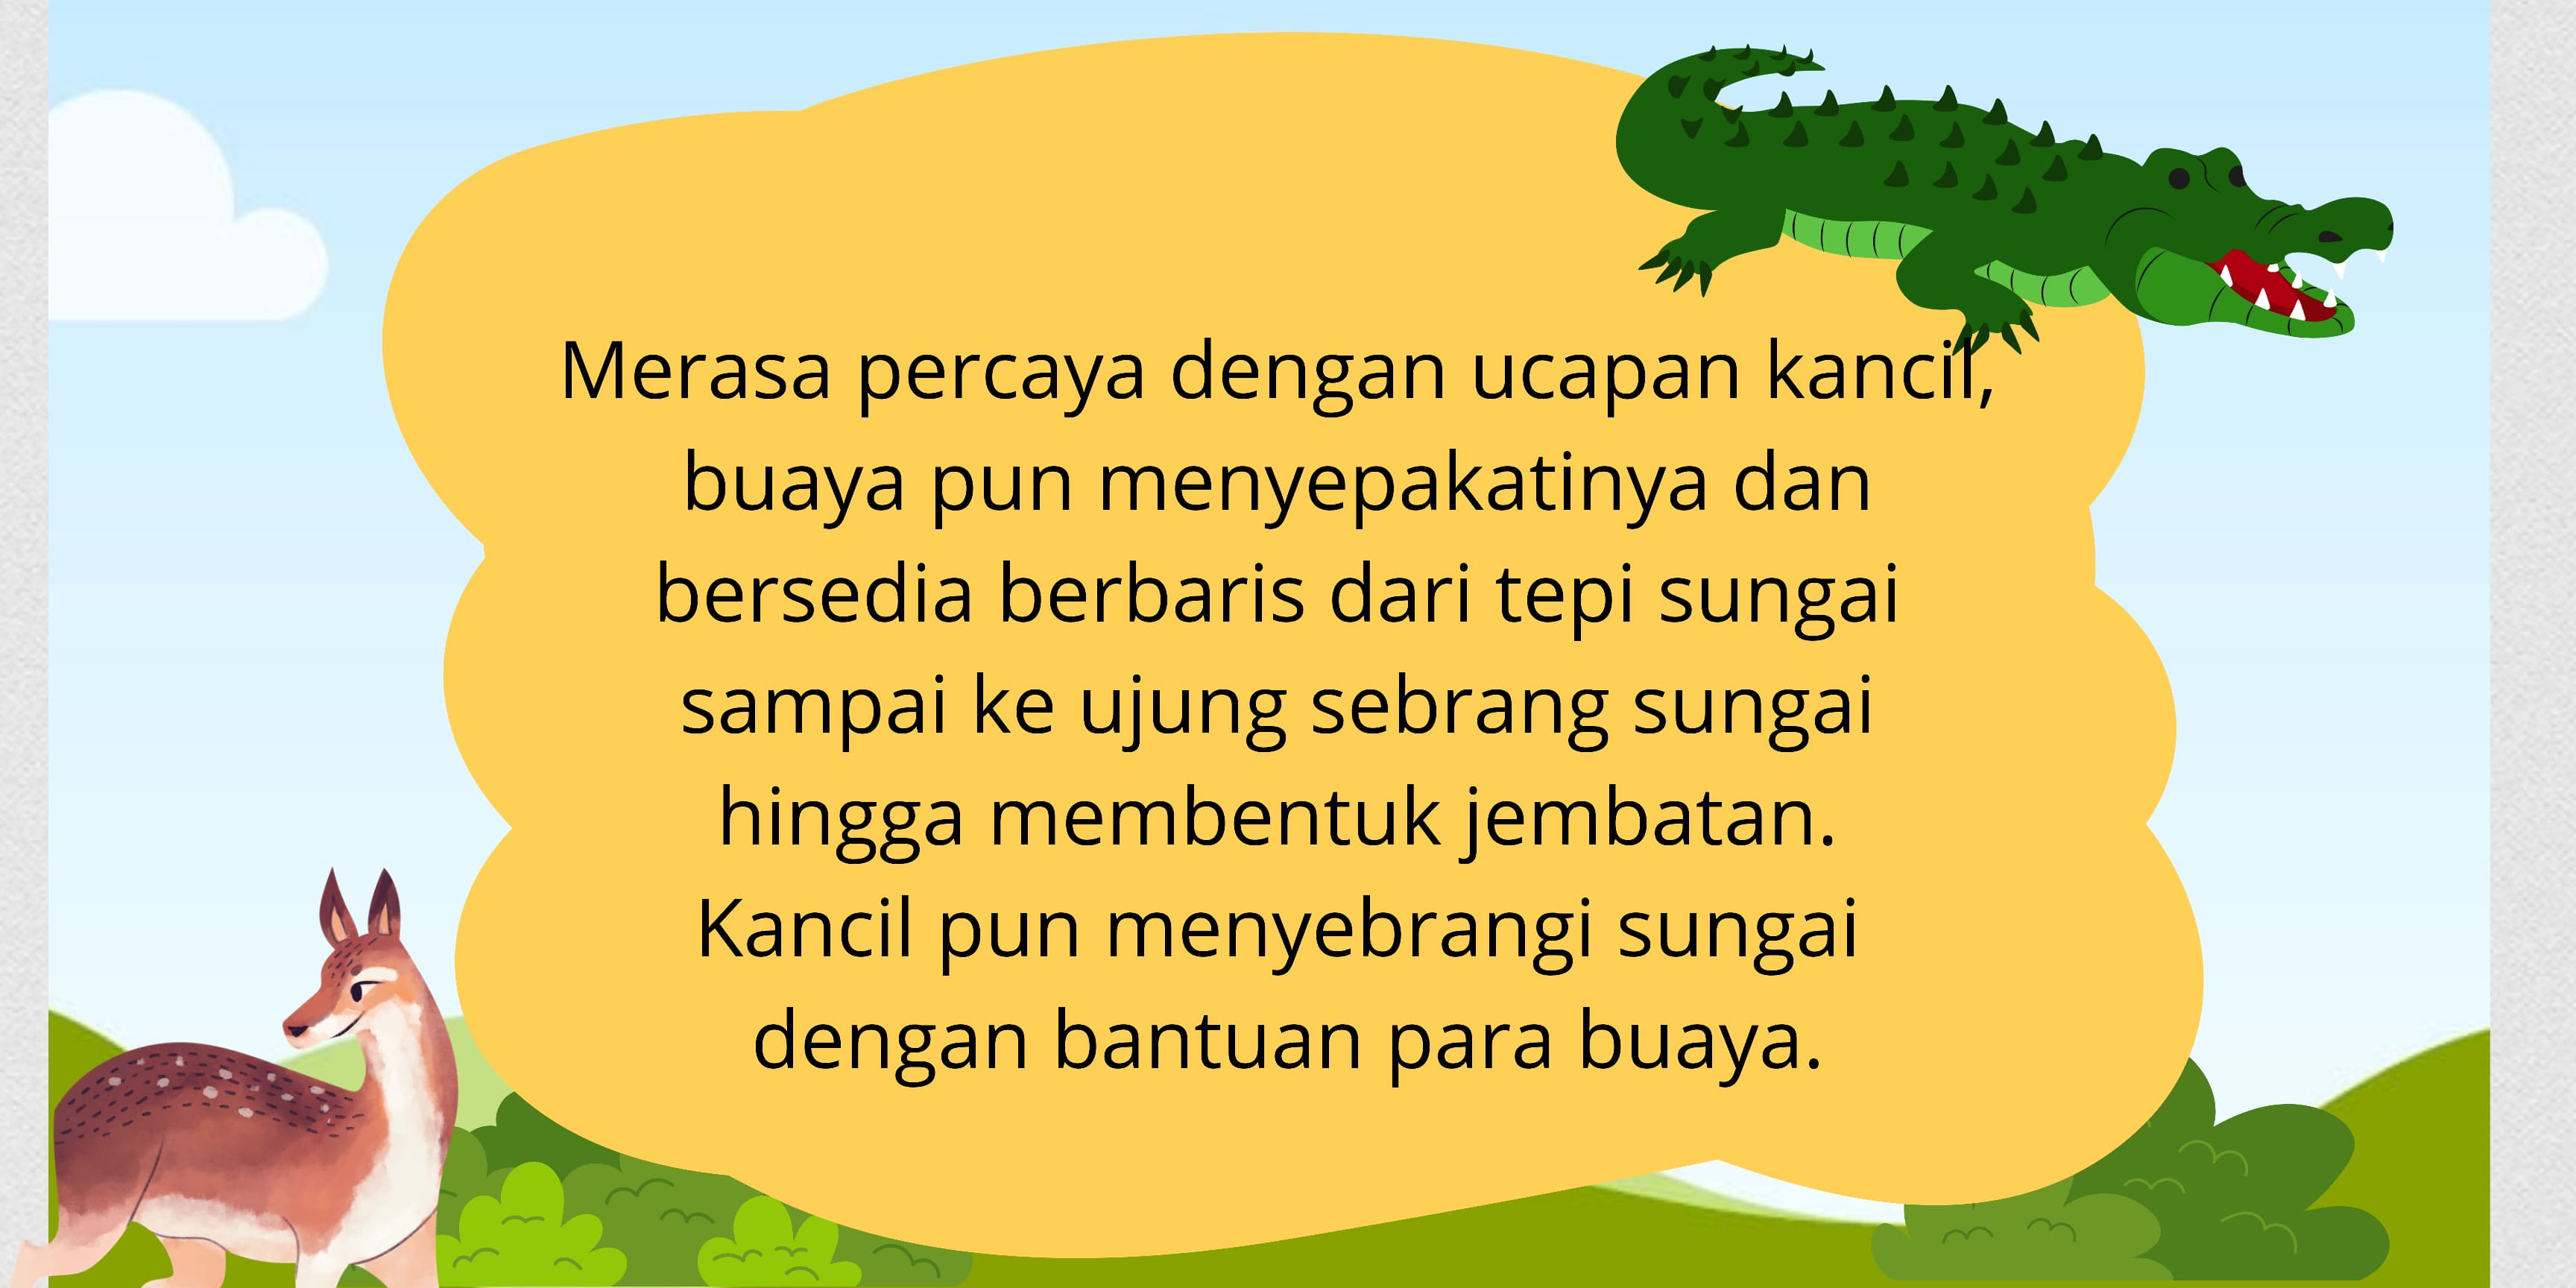 Merasa percaya dengan ucapan kancil,
buaya pun menyepakatinya dan
bersedia berbaris dari tepi sungai
sampai ke ujung sebrang sungai
hingga membentuk jembatan.
Kancil pun menyebrangi sungai
dengan bantuan para buaya.